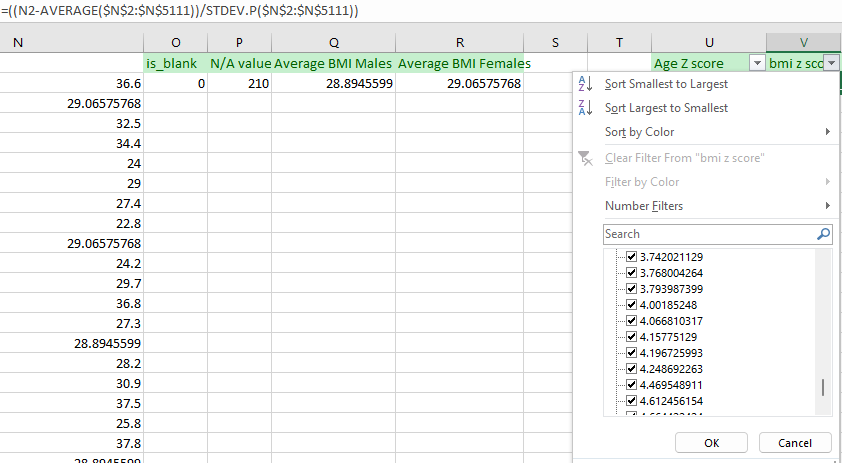 =((N2-AVERAGE($N$2:$N$5111))/STDEV.P($N$2:$N$5111))
N O P Q R S T U V
is_blank N/A value Average BMI Males Average BMI Females Age Z score bmi z sco
36.6 0 210 28.8945599 29.06575768
29.06575768
32.5
34.4
24
29
27.4
22.8
29.06575768
24.2
29.7
36.8
27.3
28.8945599
28.2
30.9
37.5
25.8
37.8
28.8945599
Sort Smallest to Largest
Sort Largest to Smallest
Sort by Color
Clear Filter From "bmi z score"
Filter by Color
Number Filters
Search
3.742021129
3.768004264
3.793987399
4.00185248
4.066810317
4.15775129
4.196725993
4.248692263
4.469548911
4.612456154
OK Cancel